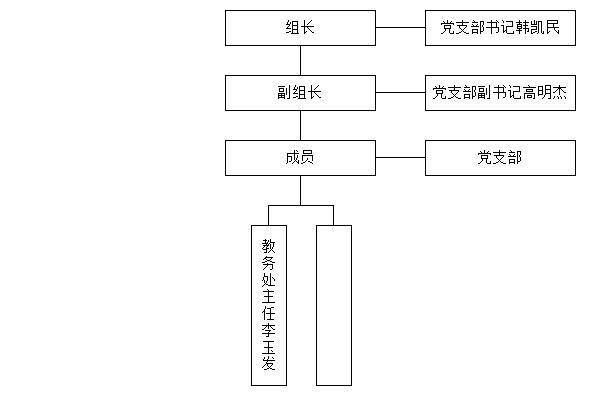 组长
党支部书记韩凯民
副组长
党支部副书记高明杰
成员
党支部
教务处主任李玉发